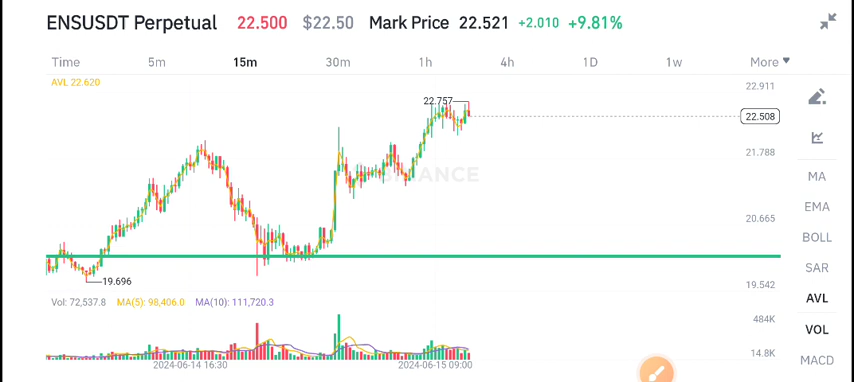 ENSUSDT Perpetual 22.500 $22.50 Mark Price 22.521 +2.010 +9.81%
Time 5m 15m 30m 1h 4h 1D 1w More
AVL 22.620
22.911
22.757
22.508
21.788
BINANCE
MA
EMA
20.665
BOLL
SAR
19.696
19.542
AVL
Vol: 72,537.8 MA(5): 98,406.0 MA(10): 111,720.3
484K
VOL
14.8K
MACD
2024-06-14 16:30 2024-06-15 09:00